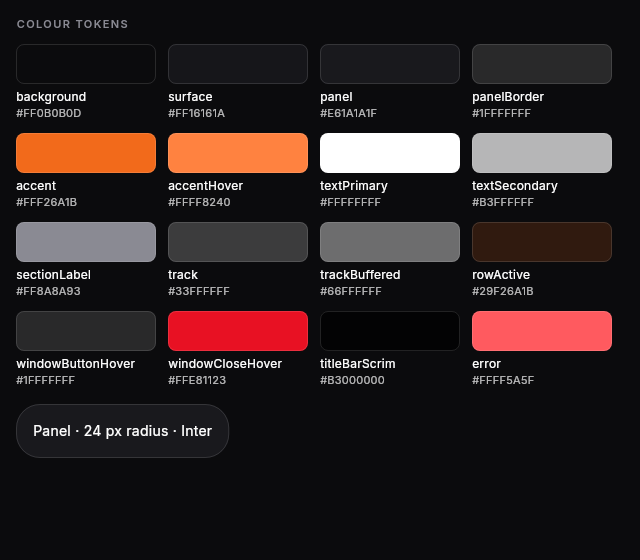 COLOUR TOKENS
background surface panel panelBorder
#FF0B0B0D #FF16161A #E61A1A1F #1FFFFFFF
accent accentHover textPrimary textSecondary
#FFF26A1B #FFFF8240 #FFFFFFFF #B3FFFFFF
sectionLabel track trackBuffered rowActive
#FF8A8A93 #33FFFFFF #66FFFFFF #29F26A1B
windowButtonHover windowCloseHover titleBarScrim error
#1FFFFFFF #FFE81123 #B3000000 #FFFF5A5F
Panel · 24 px radius · Inter